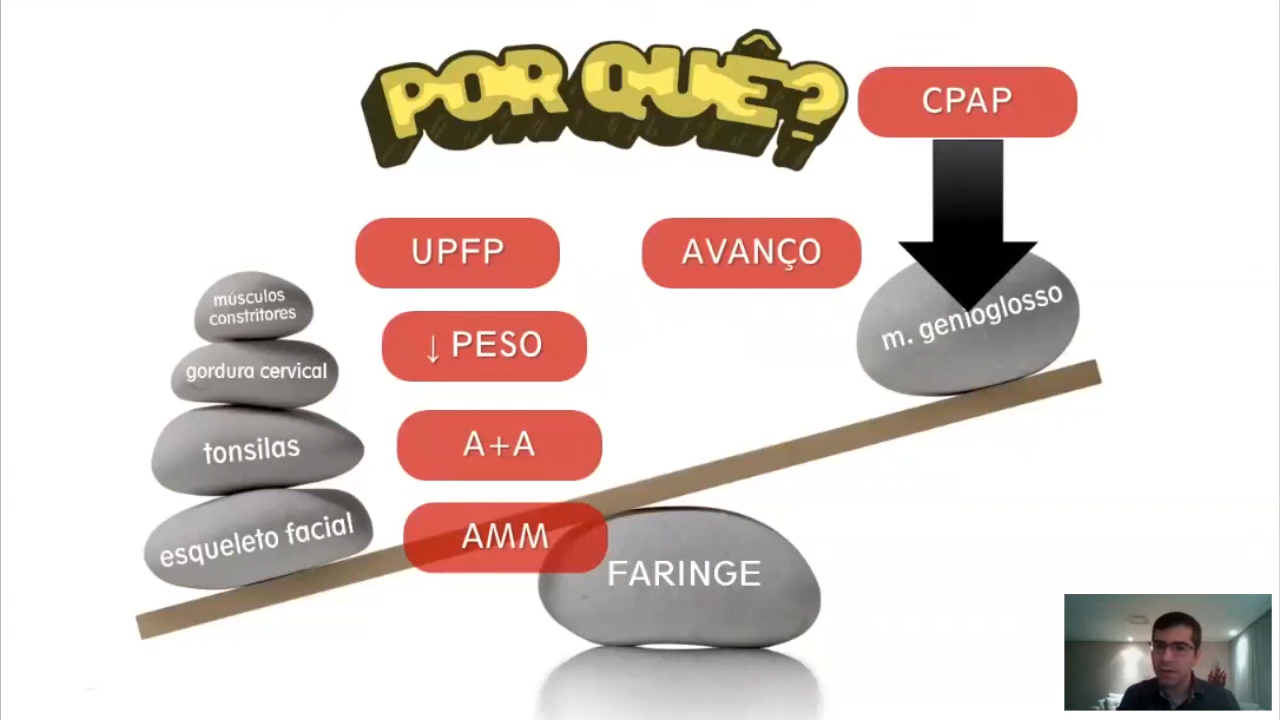 POR QUÊ?
CPAP
UPFP
AVANÇO
↓ PESO
A+A
AMM
músculos
constritores
gordura cervical
tonsilas
esqueleto facial
m. genioglosso
FARINGE